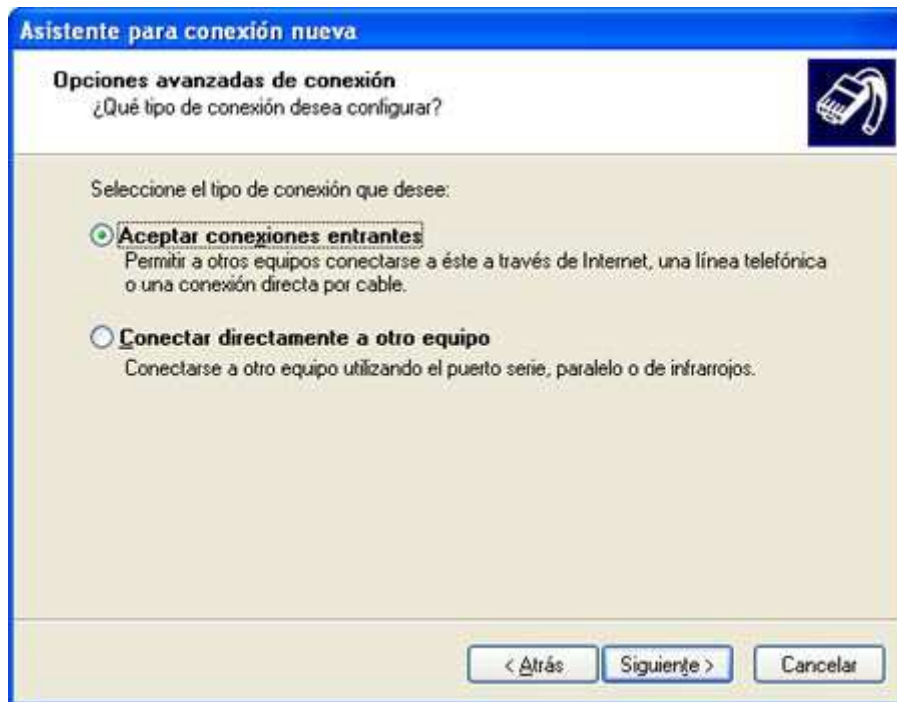 Asistente para conexión nueva
Opciones avanzadas de conexión
¿Qué tipo de conexión desea configurar?
Seleccione el tipo de conexión que desee:
Aceptar conexiones entrantes
Permitir a otros equipos conectarse a éste a través de Internet, una línea telefónica
o una conexión directa por cable.
Conectar directamente a otro equipo
Conectarse a otro equipo utilizando el puerto serie, paralelo o de infrarrojos.
< Atrás Siguiente > Cancelar